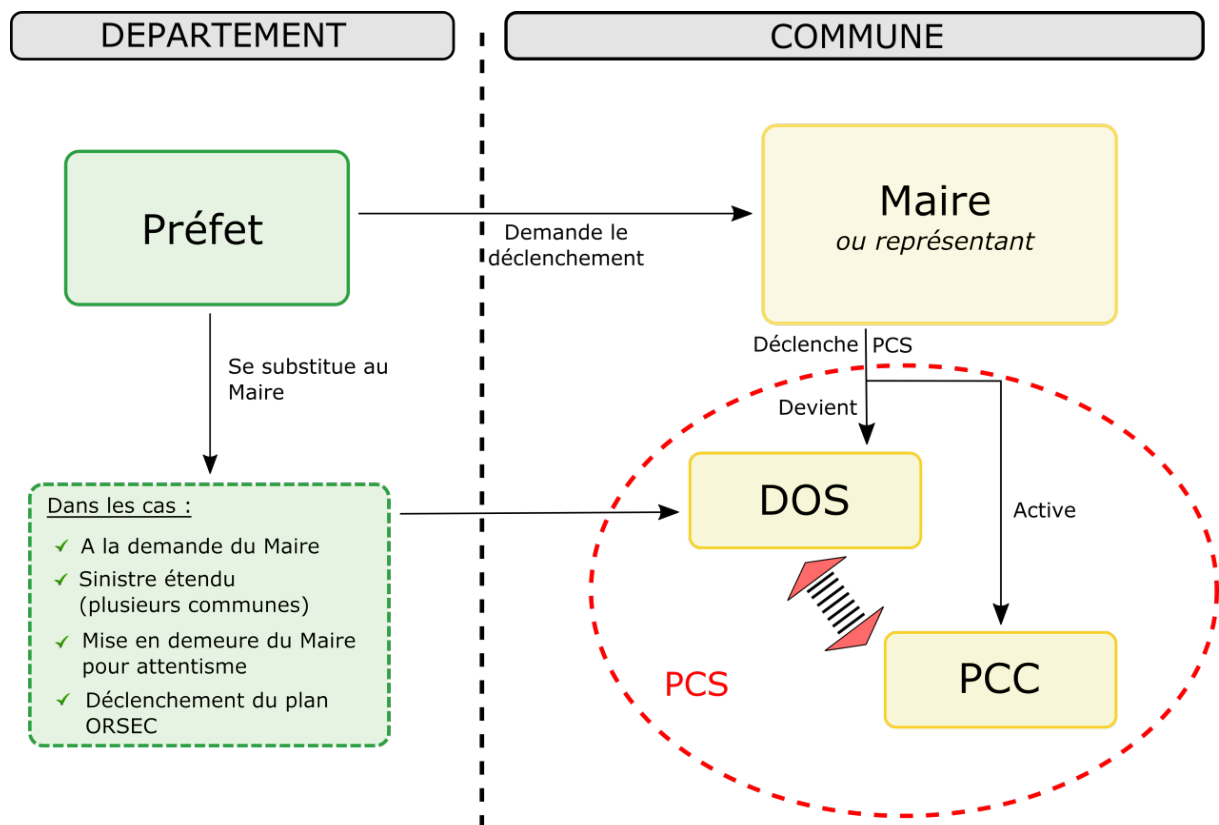 DEPARTEMENT
COMMUNE
Préfet
Demande le
déclenchement
Maire
ou représentant
Se substitue au
Maire
Déclenche PCS
Devient
Active
DOS
PCC
PCS
Dans les cas :
A la demande du Maire
Sinistre étendu
(plusieurs communes)
Mise en demeure du Maire
pour attentisme
Déclenchement du plan
ORSEC